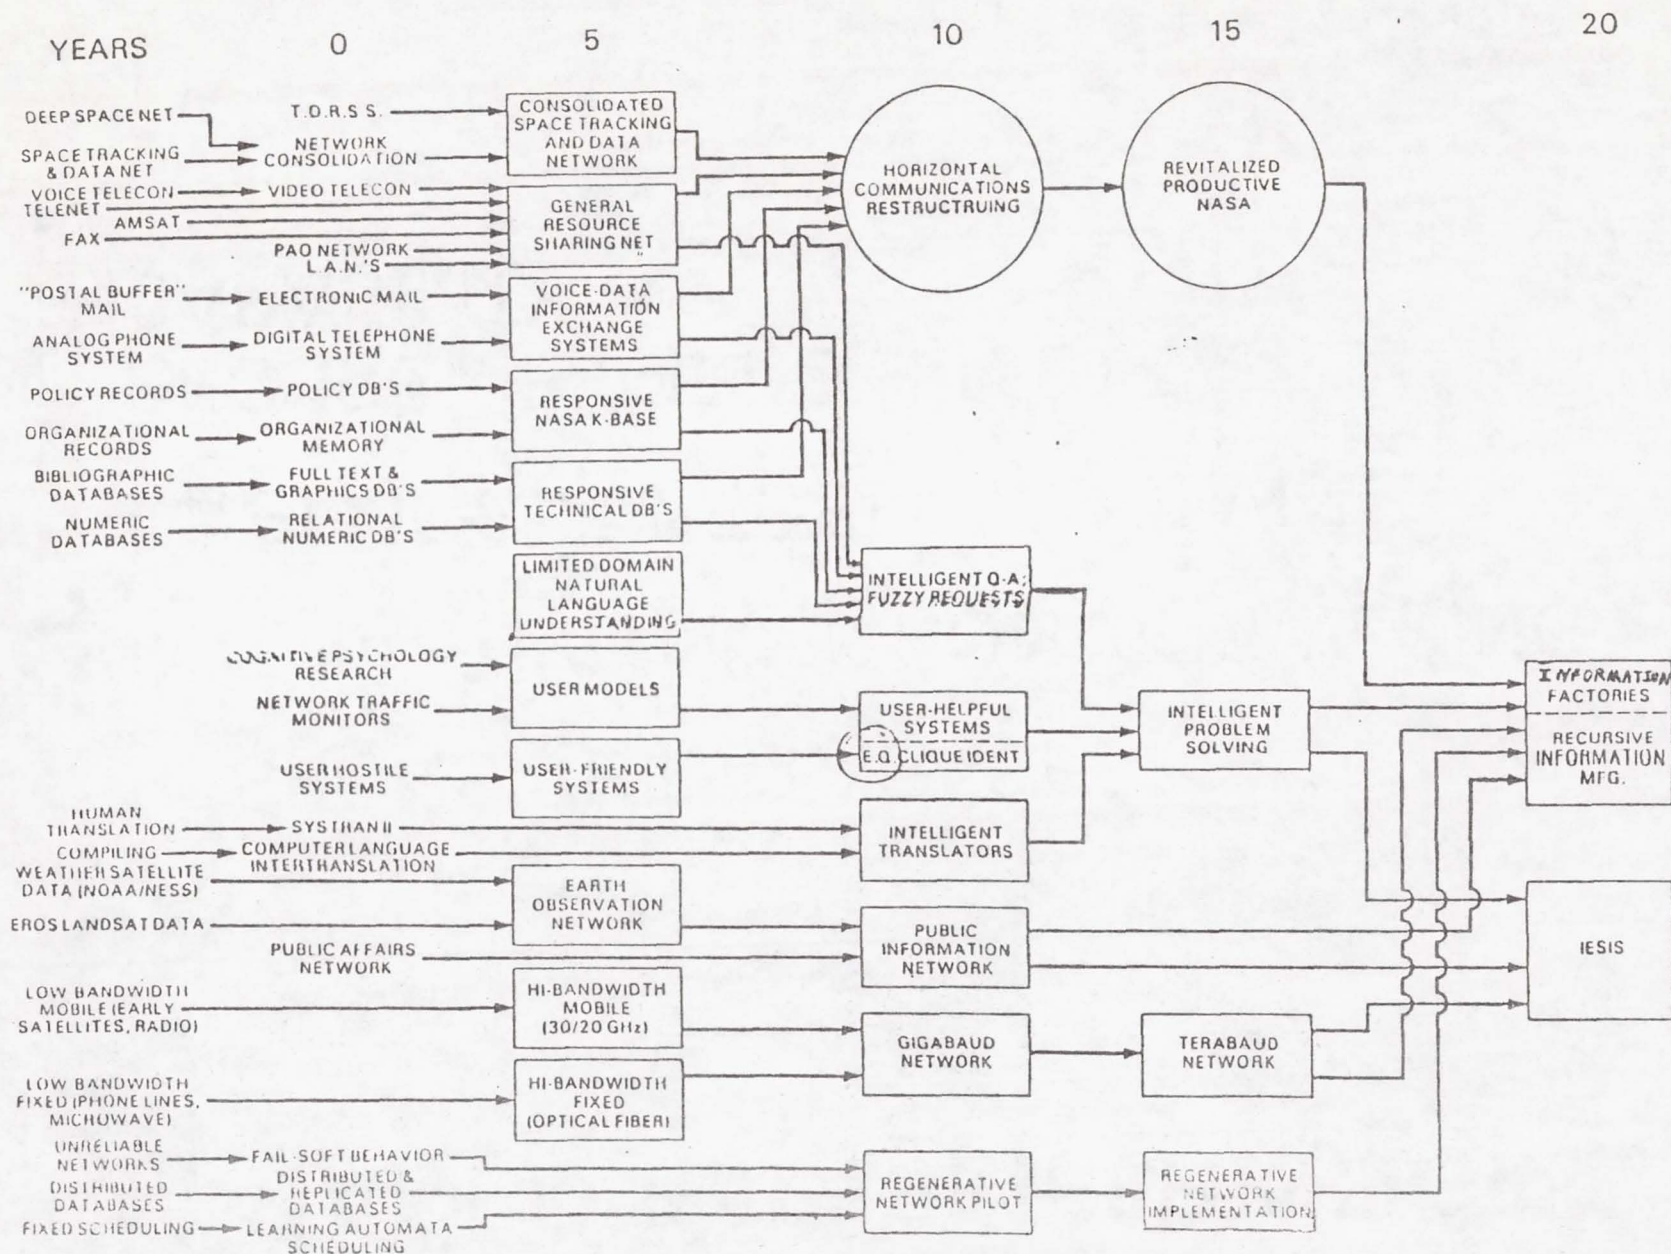 YEARS 0 5 10 15 20
DEEP SPACE NET
T.D.R.S.S.
CONSOLIDATED
SPACE TRACKING
AND DATA
NETWORK
SPACE TRACKING
& DATA NET
NETWORK
CONSOLIDATION
VOICE TELECON
VIDEO TELECON
TELENET
AMSAT
FAX
PAO NETWORK
L.A.N.'S
GENERAL
RESOURCE
SHARING NET
"POSTAL BUFFER"
MAIL
ELECTRONIC MAIL
ANALOG PHONE
SYSTEM
DIGITAL TELEPHONE
SYSTEM
VOICE-DATA
INFORMATION
EXCHANGE
SYSTEMS
POLICY RECORDS
POLICY DB'S
ORGANIZATIONAL
RECORDS
ORGANIZATIONAL
MEMORY
RESPONSIVE
NASA K-BASE
BIBLIOGRAPHIC
DATABASES
FULL TEXT &
GRAPHICS DB'S
NUMERIC
DATABASES
RELATIONAL
NUMERIC DB'S
RESPONSIVE
TECHNICAL DB'S
LIMITED DOMAIN
NATURAL
LANGUAGE
UNDERSTANDING
COGNITIVE PSYCHOLOGY
RESEARCH
NETWORK TRAFFIC
MONITORS
USER MODELS
USER HOSTILE
SYSTEMS
USER-FRIENDLY
SYSTEMS
HUMAN
TRANSLATION
SYSTRAN II
COMPILING
COMPUTER LANGUAGE
INTERTRANSLATION
WEATHER SATELLITE
DATA (NOAA/NESS)
EROS LANDSAT DATA
EARTH
OBSERVATION
NETWORK
PUBLIC AFFAIRS
NETWORK
LOW BANDWIDTH
MOBILE (EARLY
SATELLITES, RADIO)
HI-BANDWIDTH
MOBILE
(30/20 GHz)
LOW BANDWIDTH
FIXED (PHONE LINES,
MICROWAVE)
HI-BANDWIDTH
FIXED
(OPTICAL FIBER)
UNRELIABLE
NETWORKS
FAIL-SOFT BEHAVIOR
DISTRIBUTED
DATABASES
DISTRIBUTED &
REPLICATED
DATABASES
FIXED SCHEDULING
LEARNING AUTOMATA
SCHEDULING
HORIZONTAL
COMMUNICATIONS
RESTRUCTRUING
REVITALIZED
PRODUCTIVE
NASA
INTELLIGENT Q-A;
FUZZY REQUESTS
USER-HELPFUL
SYSTEMS
E.Q. CLIQUE IDENT
INTELLIGENT
TRANSLATORS
INTELLIGENT
PROBLEM
SOLVING
PUBLIC
INFORMATION
NETWORK
GIGABAUD
NETWORK
TERABAUD
NETWORK
REGENERATIVE
NETWORK PILOT
REGENERATIVE
NETWORK
IMPLEMENTATION
INFORMATION
FACTORIES
RECURSIVE
INFORMATION
MFG.
IESIS